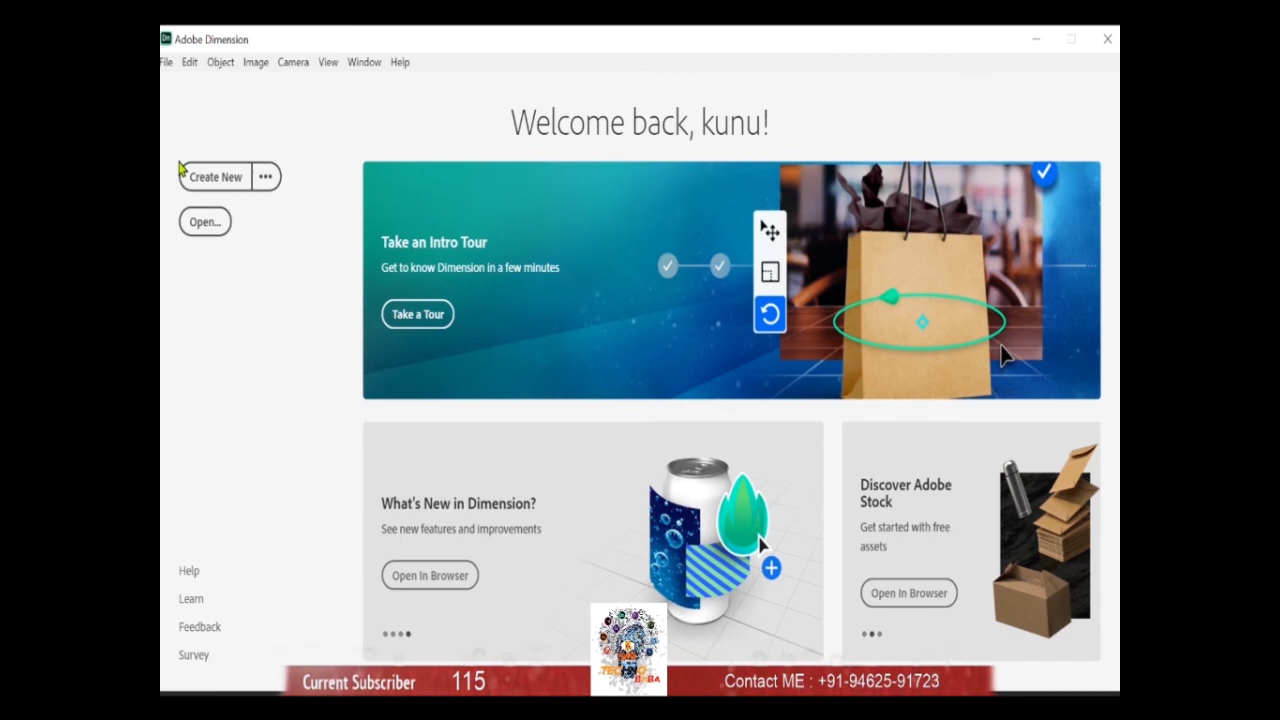 Adobe Dimension
File Edit Object Image Camera View Window Help
Welcome back, kunu!
Create New
Open...
Take an Intro Tour
Get to know Dimension in a few minutes
Take a Tour
What's New in Dimension?
See new features and improvements
Open In Browser
Discover Adobe
Stock
Get started with free
assets
Open In Browser
Help
Learn
Feedback
Survey
TECHNO
BABA
Current Subscriber 115
Contact ME : +91-94625-91723